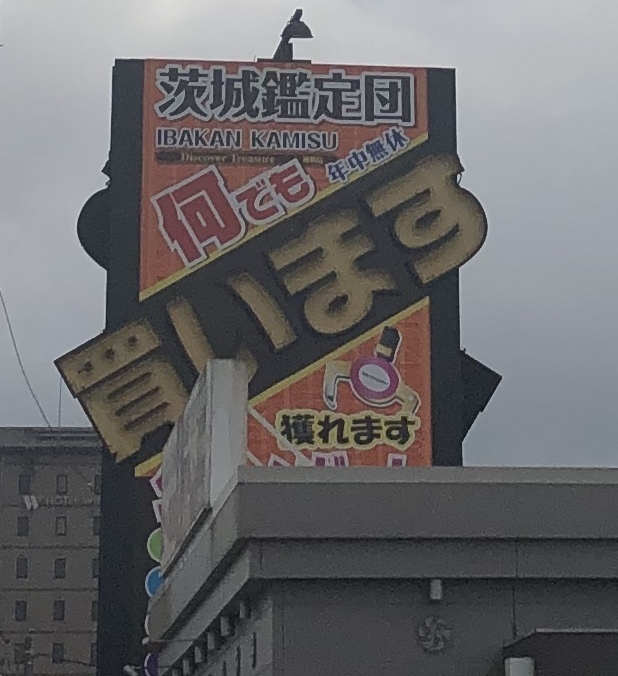 茨城鑑定団
IBAKAN KAMISU
Discover Treasure
年中無休
何でも
買います
獲れます